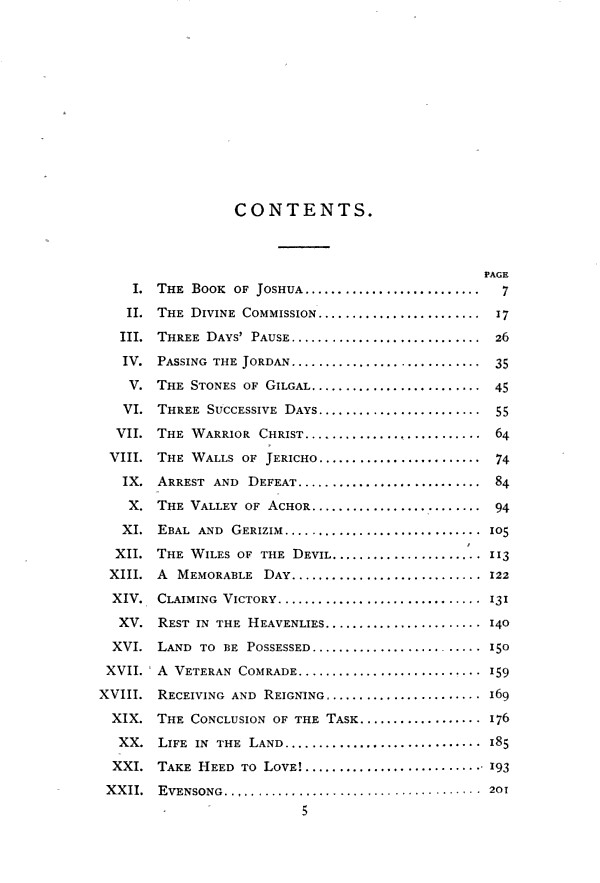 CONTENTS.
PAGE
I. THE BOOK OF JOSHUA.......................... 7
II. THE DIVINE COMMISSION........................ 17
III. THREE DAYS' PAUSE............................ 26
IV. PASSING THE JORDAN............................ 35
V. THE STONES OF GILGAL......................... 45
VI. THREE SUCCESSIVE DAYS........................ 55
VII. THE WARRIOR CHRIST.......................... 64
VIII. THE WALLS OF JERICHO........................ 74
IX. ARREST AND DEFEAT........................... 84
X. THE VALLEY OF ACHOR......................... 94
XI. EBAL AND GERIZIM............................. 105
XII. THE WILES OF THE DEVIL...................... 113
XIII. A MEMORABLE DAY............................ 122
XIV. CLAIMING VICTORY.............................. 131
XV. REST IN THE HEAVENLIES....................... 140
XVI. LAND TO BE POSSESSED......................... 150
XVII. A VETERAN COMRADE........................... 159
XVIII. RECEIVING AND REIGNING....................... 169
XIX. THE CONCLUSION OF THE TASK.................. 176
XX. LIFE IN THE LAND............................. 185
XXI. TAKE HEED TO LOVE!.......................... 193
XXII. EVENSONG...................................... 201
5